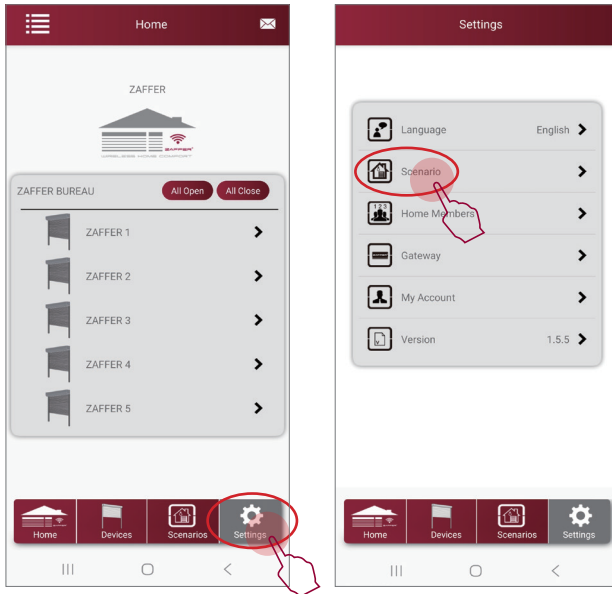 Home
ZAFFER
ZAFFER
WIRELESS HOME COMFORT
ZAFFER BUREAU
All Open
All Close
ZAFFER 1
ZAFFER 2
ZAFFER 3
ZAFFER 4
ZAFFER 5
Home
Devices
Scenarios
Settings
Settings
Language
English
Scenario
123
Home Members
Gateway
My Account
V
Version
1.5.5
Home
Devices
Scenarios
Settings